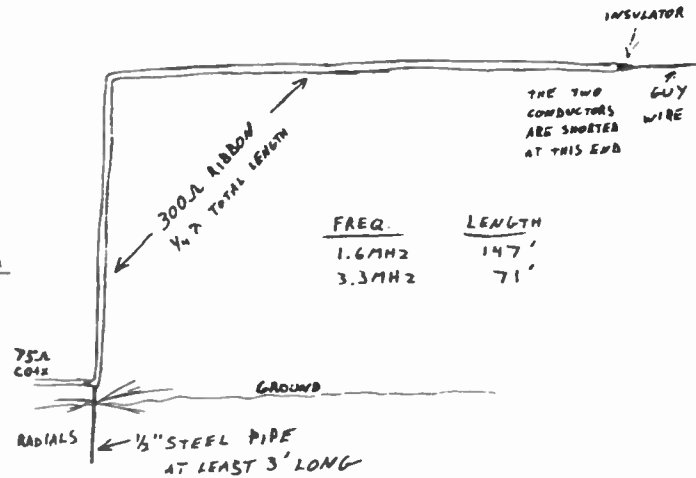 INSULATOR
THE TWO
CONDUCTORS
ARE SHORTED
AT THIS END
GUY
WIRE
300Ω RIBBON
1/4 λ TOTAL LENGTH
FREQ. LENGTH
1.6MHz 147'
3.3MHz 71'
75Ω
COAX
GROUND
RADIALS
1/2" STEEL PIPE
AT LEAST 3' LONG